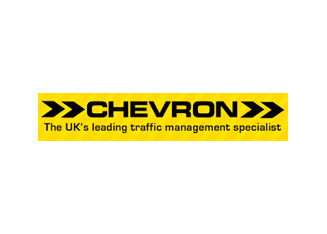 CHEVRON
The UK's leading traffic management specialist